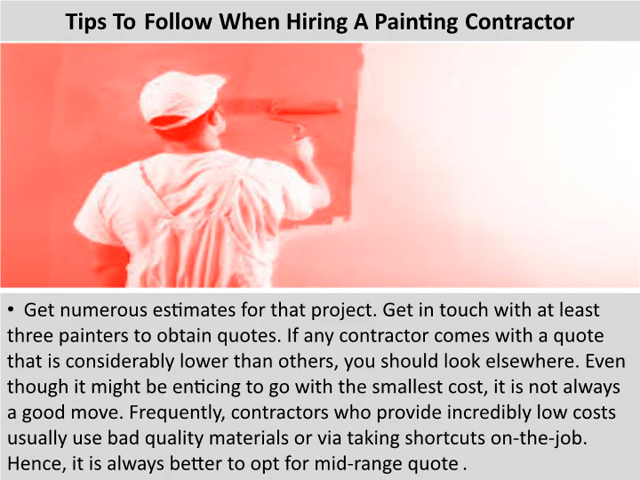 Tips To Follow When Hiring A Painting Contractor
• Get numerous estimates for that project. Get in touch with at least
three painters to obtain quotes. If any contractor comes with a quote
that is considerably lower than others, you should look elsewhere. Even
though it might be enticing to go with the smallest cost, it is not always
a good move. Frequently, contractors who provide incredibly low costs
usually use bad quality materials or via taking shortcuts on-the-job.
Hence, it is always better to opt for mid-range quote .